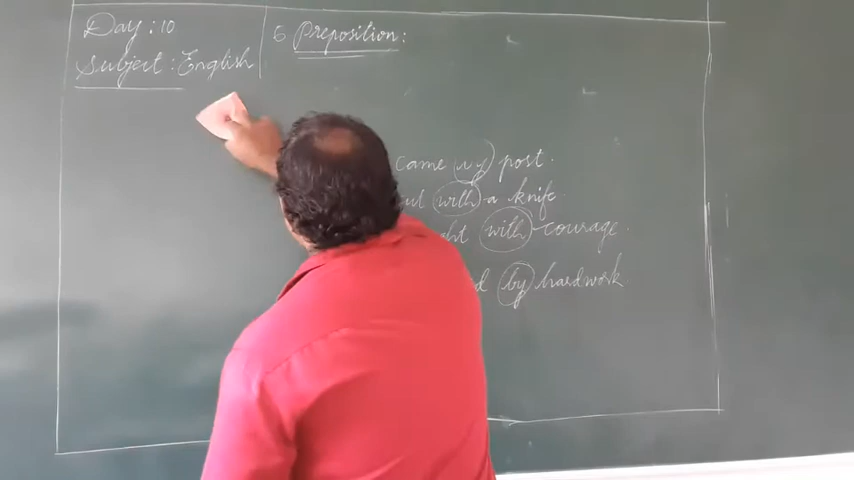 Day : 10
Subject : English
6 Preposition :
came by post.
with a knife
with courage.
by hardwork.